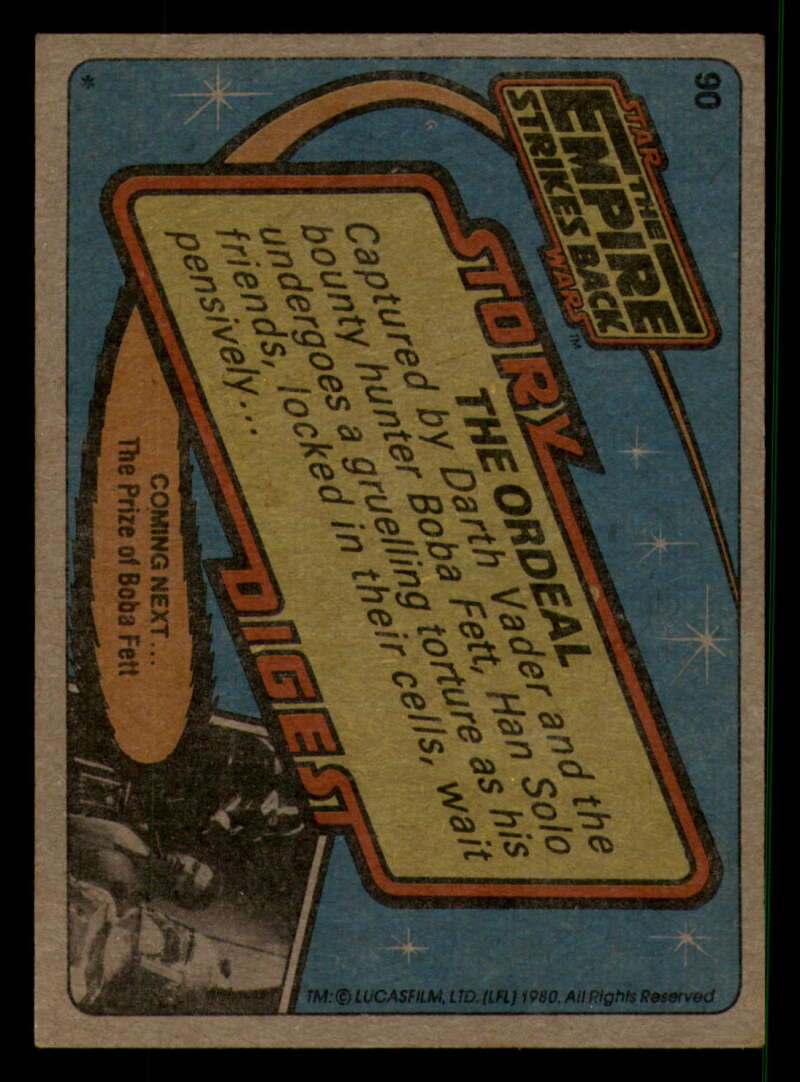 90
STAR
THE
EMPIRE
STRIKES BACK
WARS™
STORY
THE ORDEAL
Captured by Darth Vader and the
bounty hunter Boba Fett, Han Solo
undergoes a gruelling torture as his
friends, locked in their cells, wait
pensively...
DIGEST
COMING NEXT...
The Prize of Boba Fett
*
TM: © LUCASFILM, LTD. (LFL) 1980. All Rights Reserved